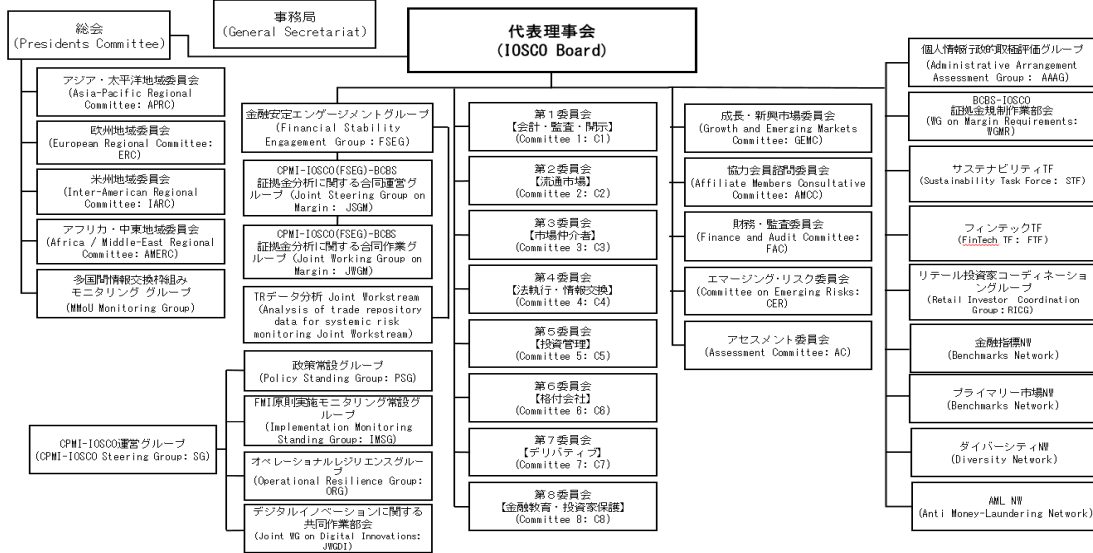 総会
(Presidents Committee)
事務局
(General Secretariat)
代表理事会
(IOSCO Board)
アジア・太平洋地域委員会
(Asia-Pacific Regional
Committee: APRC)
欧州地域委員会
(European Regional Committee:
ERC)
米州地域委員会
(Inter-American Regional
Committee: IARC)
アフリカ・中東地域委員会
(Africa / Middle-East Regional
Committee: AMERC)
多国間情報交換枠組み
モニタリング グループ
(MMoU Monitoring Group)
金融安定エンゲージメントグループ
(Financial Stability
Engagement Group:FSEG)
CPMI-IOSCO(FSEG)-BCBS
証拠金分析に関する合同運営グ
ループ (Joint Steering Group on
Margin: JSGM)
CPMI-IOSCO(FSEG)-BCBS
証拠金分析に関する合同作業グ
ループ (Joint Working Group on
Margin: JWGM)
TRデータ分析 Joint Workstream
(Analysis of trade repository
data for systemic risk
monitoring Joint Workstream)
CPMI-IOSCO運営グループ
(CPMI-IOSCO Steering Group: SG)
政策常設グループ
(Policy Standing Group: PSG)
FMI原則実施モニタリング常設グ
ループ
(Implementation Monitoring
Standing Group: IMSG)
オペレーショナルレジリエンスグルー
プ
(Operational Resilience Group:
ORG)
デジタルイノベーションに関する
共同作業部会
(Joint WG on Digital Innovations:
JWGDI)
第1委員会
【会計・監査・開示】
(Committee 1: C1)
第2委員会
【流通市場】
(Committee 2: C2)
第3委員会
【市場仲介者】
(Committee 3: C3)
第4委員会
【法執行・情報交換】
(Committee 4: C4)
第5委員会
【投資管理】
(Committee 5: C5)
第6委員会
【格付会社】
(Committee 6: C6)
第7委員会
【デリバティブ】
(Committee 7: C7)
第8委員会
【金融教育・投資家保護】
(Committee 8: C8)
成長・新興市場委員会
(Growth and Emerging Markets
Committee: GEMC)
協力会員諮問委員会
(Affiliate Members Consultative
Committee: AMCC)
財務・監査委員会
(Finance and Audit Committee:
FAC)
エマージング・リスク委員会
(Committee on Emerging Risks:
CER)
アセスメント委員会
(Assessment Committee: AC)
個人情報行政的取極評価グループ
(Administrative Arrangement
Assessment Group: AAAG)
BCBS-IOSCO
証拠金規制作業部会
(WG on Margin Requirements:
WGMR)
サステナビリティTF
(Sustainability Task Force: STF)
フィンテックTF
(FinTech TF: FTF)
リテール投資家コーディネーショ
ングループ
(Retail Investor Coordination
Group:RICG)
金融指標NW
(Benchmarks Network)
プライマリー市場NW
(Benchmarks Network)
ダイバーシティNW
(Diversity Network)
AML NW
(Anti Money-Laundering Network)